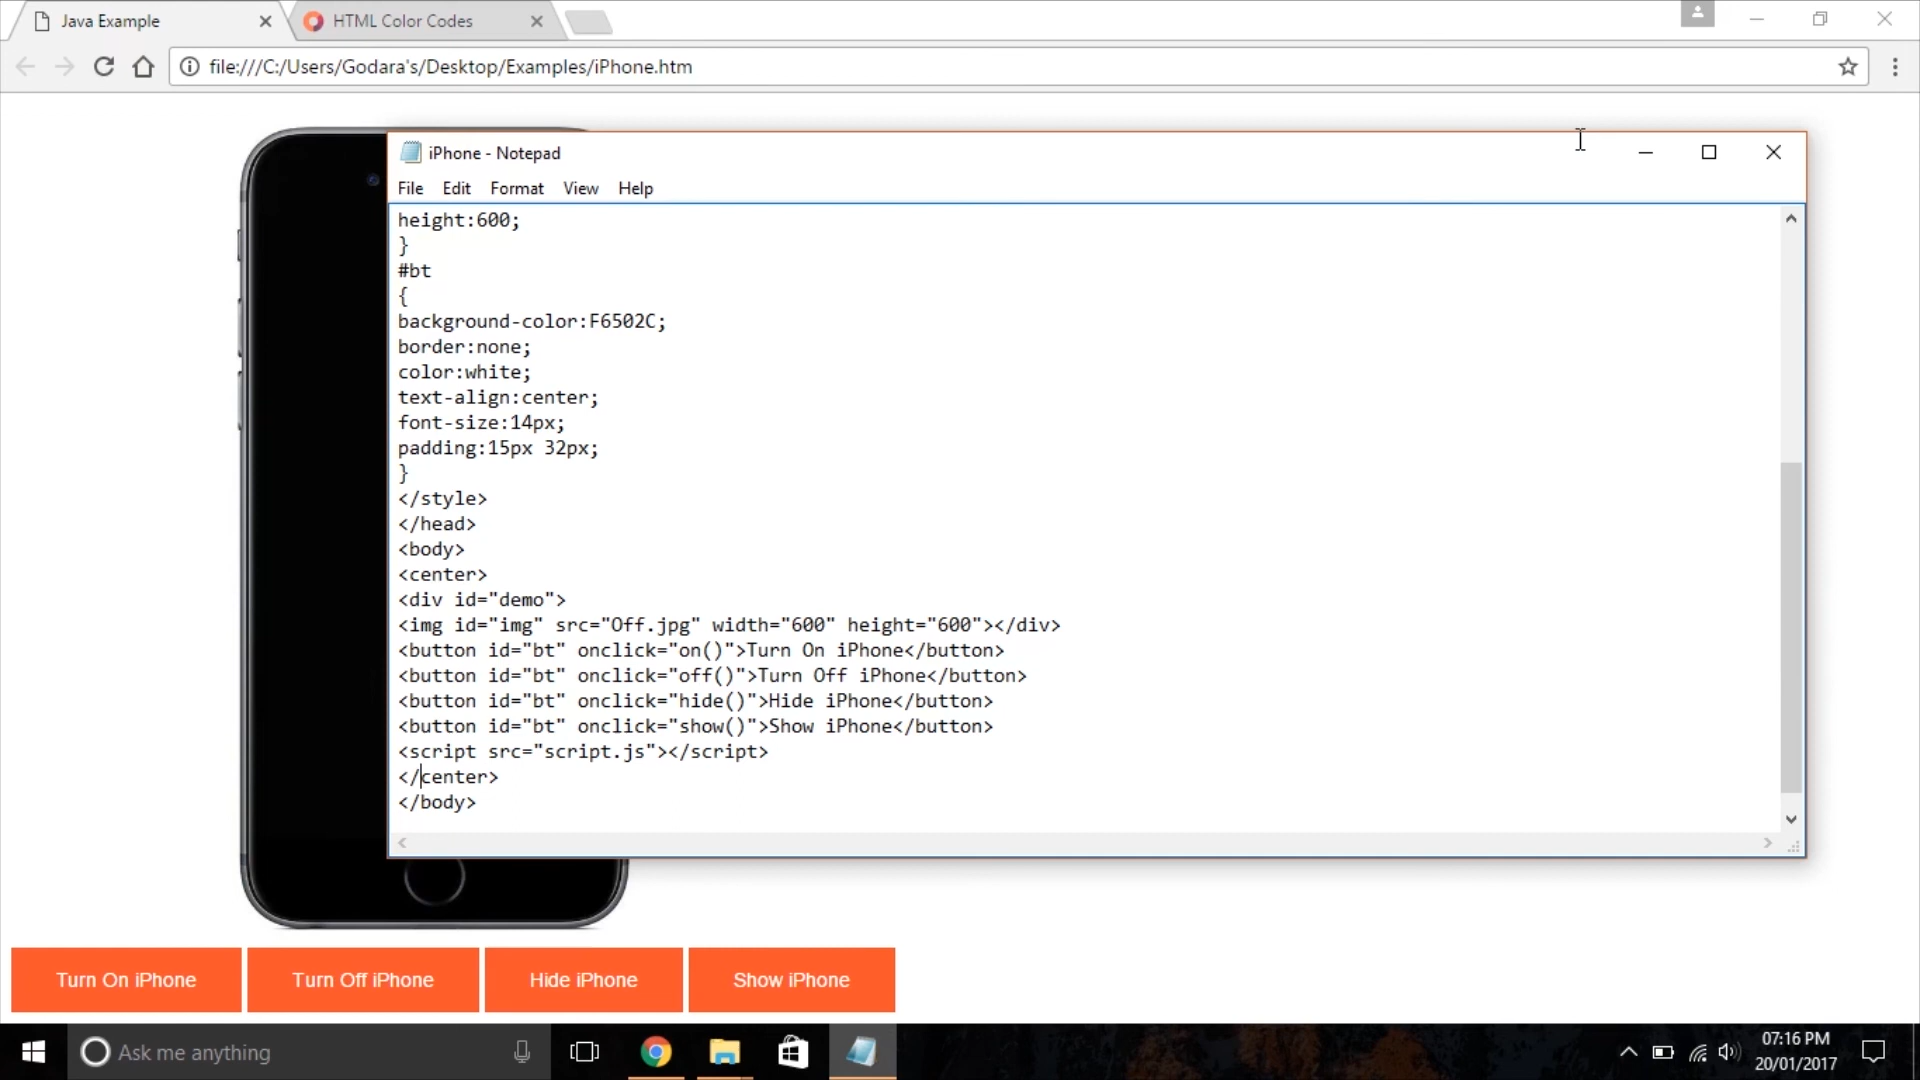 Java Example
HTML Color Codes
file:///C:/Users/Godara's/Desktop/Examples/iPhone.htm
iPhone - Notepad
File Edit Format View Help
height:600;
}
#bt
{
background-color:F6502C;
border:none;
color:white;
text-align:center;
font-size:14px;
padding:15px 32px;
}
</style>
</head>
<body>
<center>
<div id="demo">
<img id="img" src="Off.jpg" width="600" height="600"></div>
<button id="bt" onclick="on()">Turn On iPhone</button>
<button id="bt" onclick="off()">Turn Off iPhone</button>
<button id="bt" onclick="hide()">Hide iPhone</button>
<button id="bt" onclick="show()">Show iPhone</button>
<script src="script.js"></script>
</center>
</body>
Turn On iPhone
Turn Off iPhone
Hide iPhone
Show iPhone
Ask me anything
07:16 PM
20/01/2017